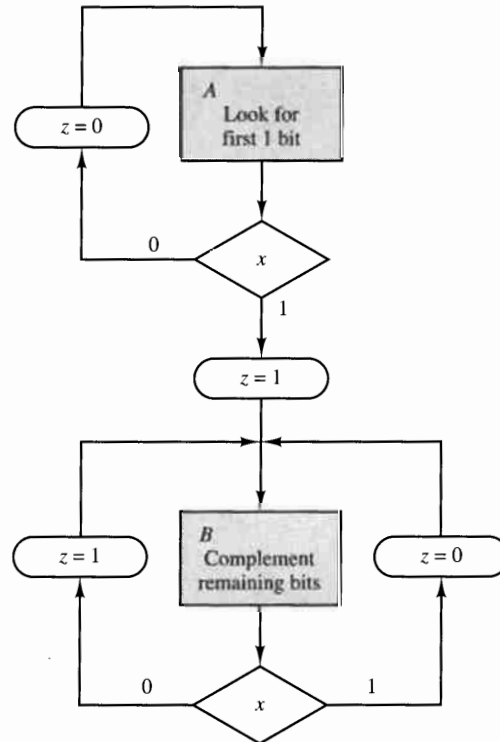 A
Look for
first 1 bit
z = 0
0
x
1
z = 1
B
Complement
remaining bits
z = 1
z = 0
0
x
1